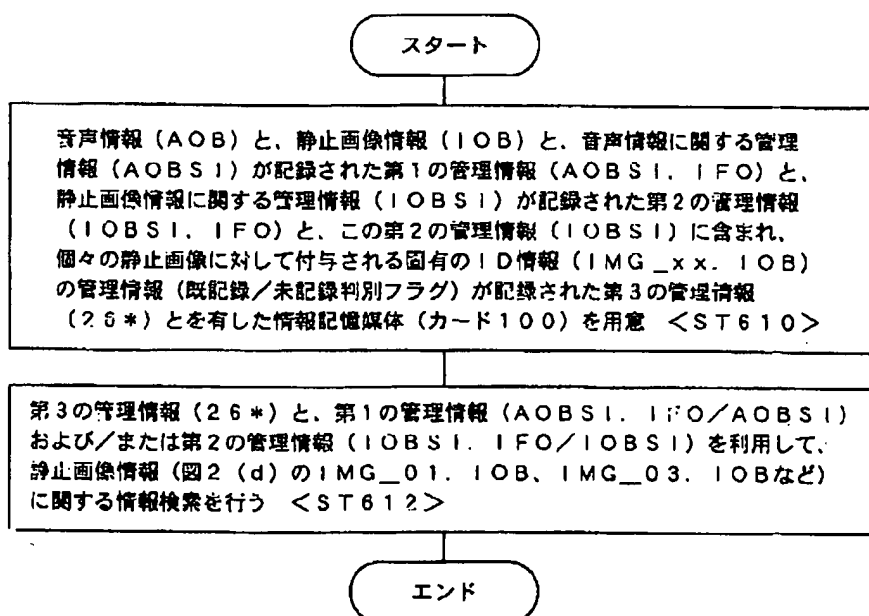 スタート
音声情報（AOB）と、静止画像情報（IOB）と、音声情報に関する管理
情報（AOBSI）が記録された第1の管理情報（AOBSI．IFO）と、
静止画像情報に関する管理情報（IOBSI）が記録された第2の管理情報
（IOBSI．IFO）と、この第2の管理情報（IOBSI）に含まれ、
個々の静止画像に対して付与される固有のID情報（IMG_xx．IOB）
の管理情報（既記録／未記録判別フラグ）が記録された第3の管理情報
（26*）とを有した情報記憶媒体（カード100）を用意 ＜ST610＞
第3の管理情報（26*）と、第1の管理情報（AOBSI．IFO／AOBSI）
および／または第2の管理情報（IOBSI．IFO／IOBSI）を利用して、
静止画像情報（図2（d）のIMG_01．IOB、IMG_03．IOBなど）
に関する情報検索を行う ＜ST612＞
エンド